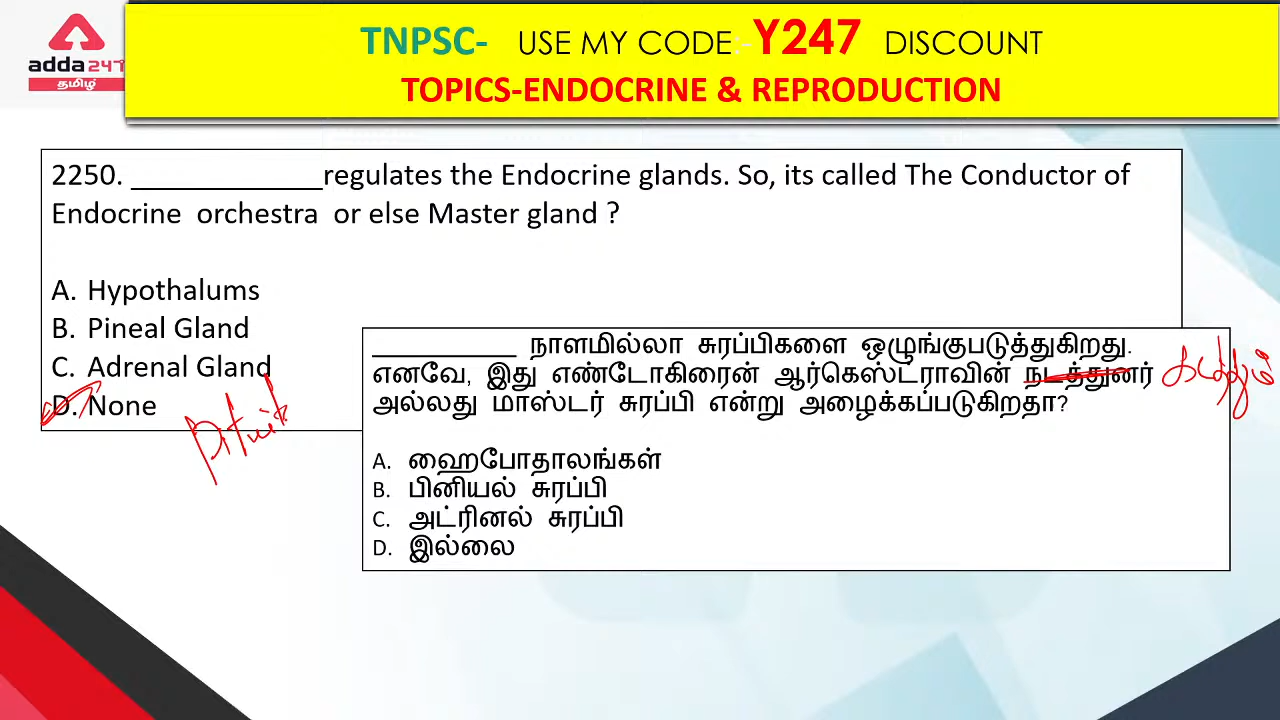 adda247
தமிழ்
TNPSC- USE MY CODE:-Y247 DISCOUNT
TOPICS-ENDOCRINE & REPRODUCTION
2250. ____________regulates the Endocrine glands. So, its called The Conductor of
Endocrine orchestra or else Master gland ?
A. Hypothalums
B. Pineal Gland
C. Adrenal Gland
D. None
__________ நாளமில்லா சுரப்பிகளை ஒழுங்குபடுத்துகிறது.
எனவே, இது எண்டோகிரைன் ஆர்கெஸ்ட்ராவின் நடத்துனர்
அல்லது மாஸ்டர் சுரப்பி என்று அழைக்கப்படுகிறதா?
A. ஹைபோதாலங்கள்
B. பினியல் சுரப்பி
C. அட்ரினல் சுரப்பி
D. இல்லை